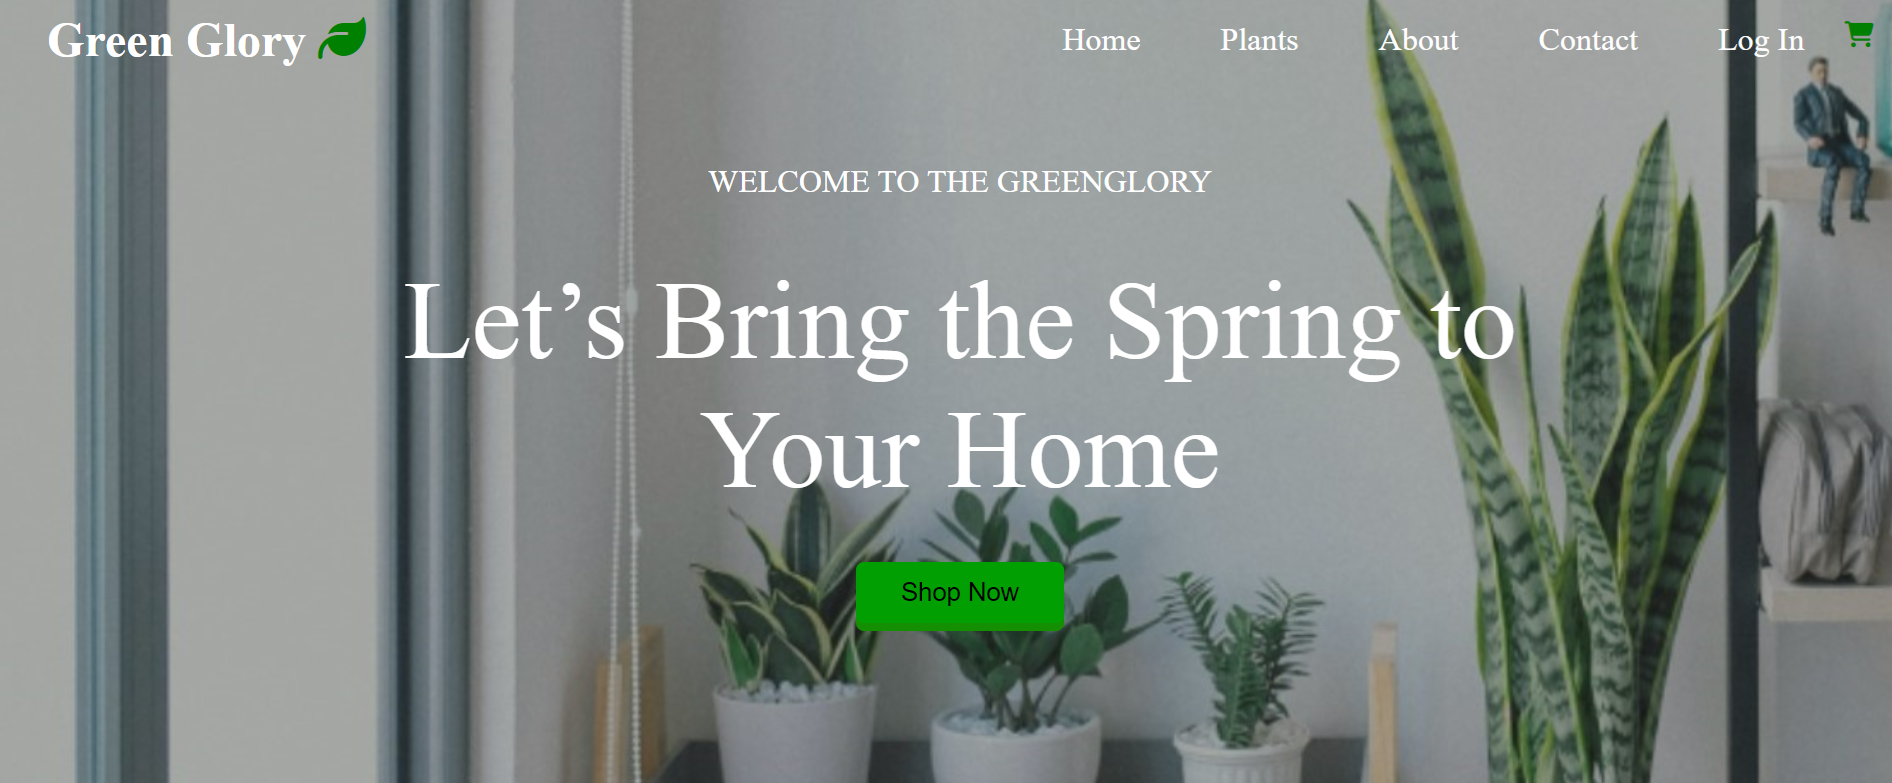 Green Glory
Home Plants About Contact Log In
WELCOME TO THE GREENGLORY
Let’s Bring the Spring to
Your Home
Shop Now